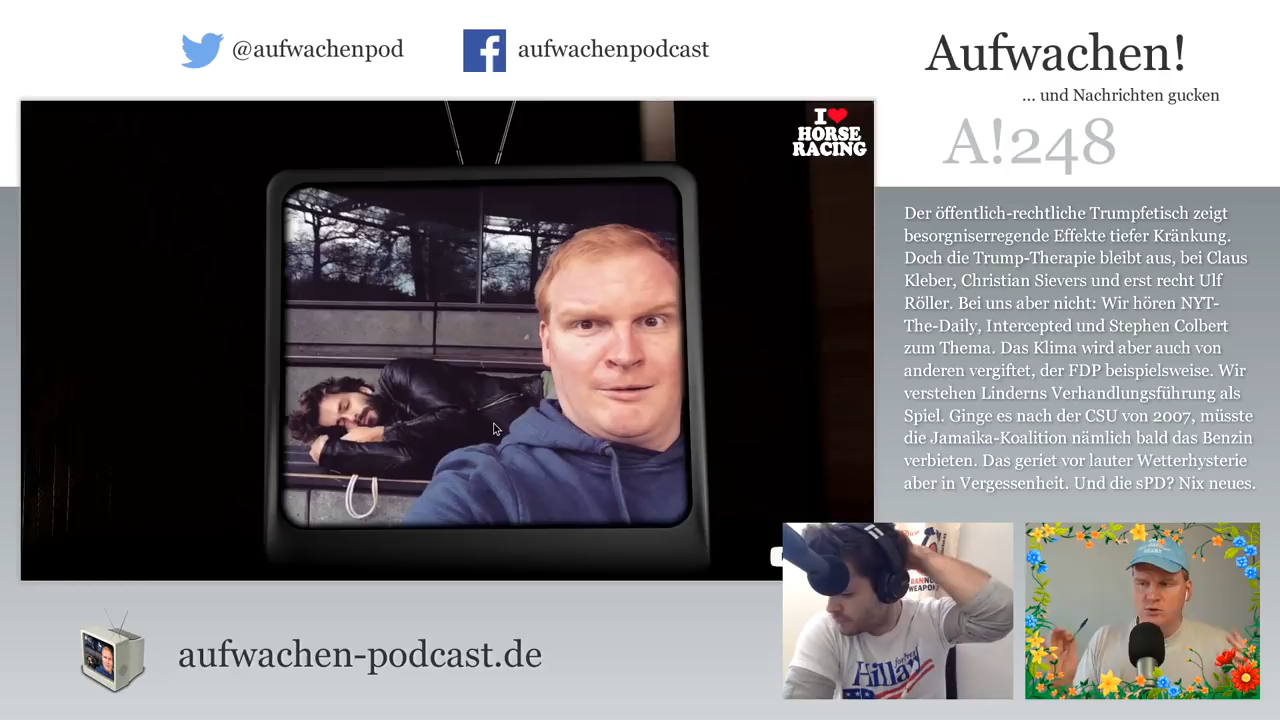 @aufwachenpod
aufwachenpodcast
Aufwachen!
... und Nachrichten gucken
A!248
I
HORSE
RACING
Der öffentlich-rechtliche Trumpfetisch zeigt
besorgniserregende Effekte tiefer Kränkung.
Doch die Trump-Therapie bleibt aus, bei Claus
Kleber, Christian Sievers und erst recht Ulf
Röller. Bei uns aber nicht: Wir hören NYT-
The-Daily, Intercepted und Stephen Colbert
zum Thema. Das Klima wird aber auch von
anderen vergiftet, der FDP beispielsweise. Wir
verstehen Linderns Verhandlungsführung als
Spiel. Ginge es nach der CSU von 2007, müsste
die Jamaika-Koalition nämlich bald das Benzin
verbieten. Das geriet vor lauter Wetterhysterie
aber in Vergessenheit. Und die sPD? Nix neues.
WEAPON
aufwachen-podcast.de